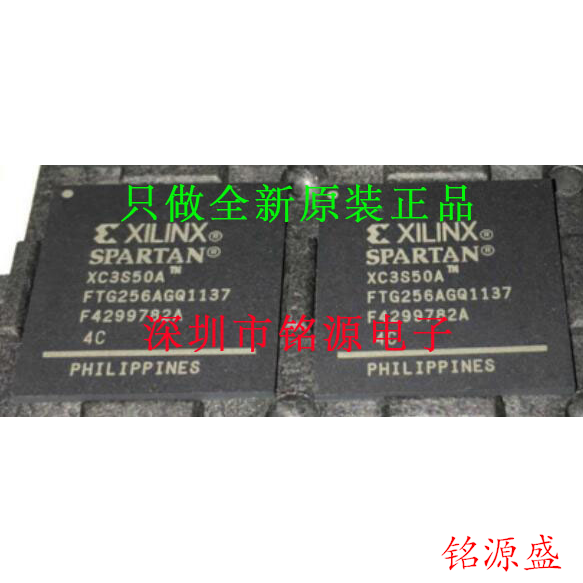 只做全新原装正品
XILINX®
SPARTAN®
XC3S50A™
FTG256AGQ1137
F4299782A
4C
PHILIPPINES
XILINX®
SPARTAN®
XC3S50A™
FTG256AGQ1137
F4299782A
4C
PHILIPPINES
深圳市铭源电子
铭源盛